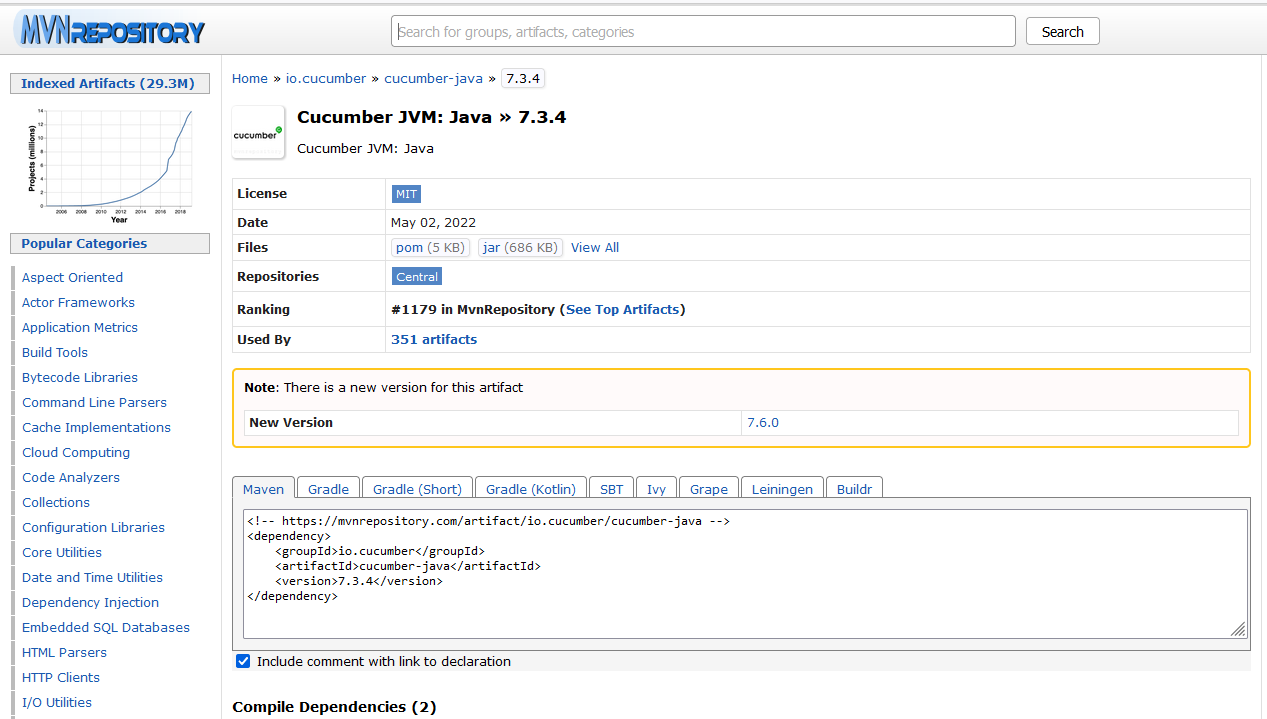 MVNREPOSITORY
Search for groups, artifacts, categories
Search
Indexed Artifacts (29.3M)
Projects (millions)
14
12
10
8
6
4
2
0
2006 2008 2010 2012 2014 2016 2018
Year
Popular Categories
Aspect Oriented
Actor Frameworks
Application Metrics
Build Tools
Bytecode Libraries
Command Line Parsers
Cache Implementations
Cloud Computing
Code Analyzers
Collections
Configuration Libraries
Core Utilities
Date and Time Utilities
Dependency Injection
Embedded SQL Databases
HTML Parsers
HTTP Clients
I/O Utilities
Home » io.cucumber » cucumber-java » 7.3.4
cucumber
Cucumber JVM: Java » 7.3.4
Cucumber JVM: Java
License MIT
Date May 02, 2022
Files pom (5 KB) jar (686 KB) View All
Repositories Central
Ranking #1179 in MvnRepository (See Top Artifacts)
Used By 351 artifacts
Note: There is a new version for this artifact
New Version 7.6.0
Maven Gradle Gradle (Short) Gradle (Kotlin) SBT Ivy Grape Leiningen Buildr
<!-- https://mvnrepository.com/artifact/io.cucumber/cucumber-java -->
<dependency>
    <groupId>io.cucumber</groupId>
    <artifactId>cucumber-java</artifactId>
    <version>7.3.4</version>
</dependency>
Include comment with link to declaration
Compile Dependencies (2)